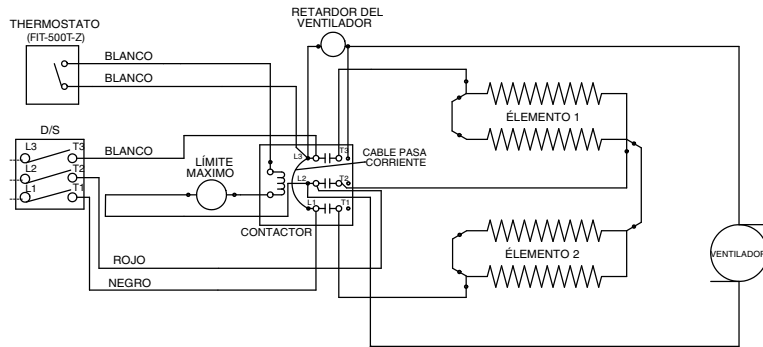 RETARDOR DEL
VENTILADOR
THERMOSTATO
(FIT-500T-Z)
BLANCO
BLANCO
ÉLEMENTO 1
D/S
L3 T3
L2 T2
L1 T1
BLANCO
LÍMITE
MAXIMO
L3 T3
L2 T2
L1 T1
CABLE PASA
CORRIENTE
CONTACTOR
ROJO
NEGRO
ÉLEMENTO 2
VENTILADOR